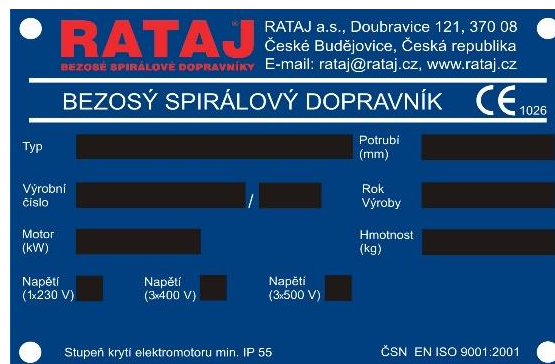 RATAJ®
BEZOSÉ SPIRÁLOVÉ DOPRAVNÍKY
RATAJ a.s., Doubravice 121, 370 08
České Budějovice, Česká republika
E-mail: rataj@rataj.cz, www.rataj.cz
BEZOSÝ SPIRÁLOVÝ DOPRAVNÍK CE 1026
Typ
Potrubí
(mm)
Výrobní
číslo
/
Rok
Výroby
Motor
(kW)
Hmotnost
(kg)
Napětí
(1x230 V)
Napětí
(3x400 V)
Napětí
(3x500 V)
Stupeň krytí elektromotoru min. IP 55
ČSN EN ISO 9001:2001